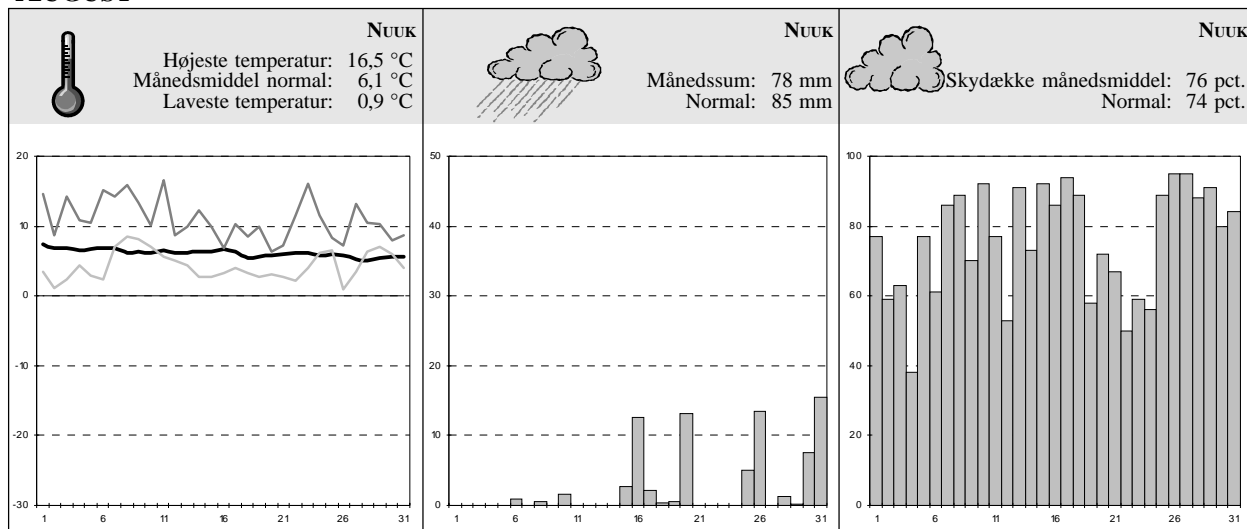 NUUK
Højeste temperatur: 16,5 °C
Månedsmiddel normal: 6,1 °C
Laveste temperatur: 0,9 °C
20
10
0
-10
-20
-30
1 6 11 16 21 26 31
NUUK
Månedssum: 78 mm
Normal: 85 mm
50
40
30
20
10
0
1 6 11 16 21 26 31
NUUK
Skydække månedsmiddel: 76 pct.
Normal: 74 pct.
100
80
60
40
20
0
1 6 11 16 21 26 31